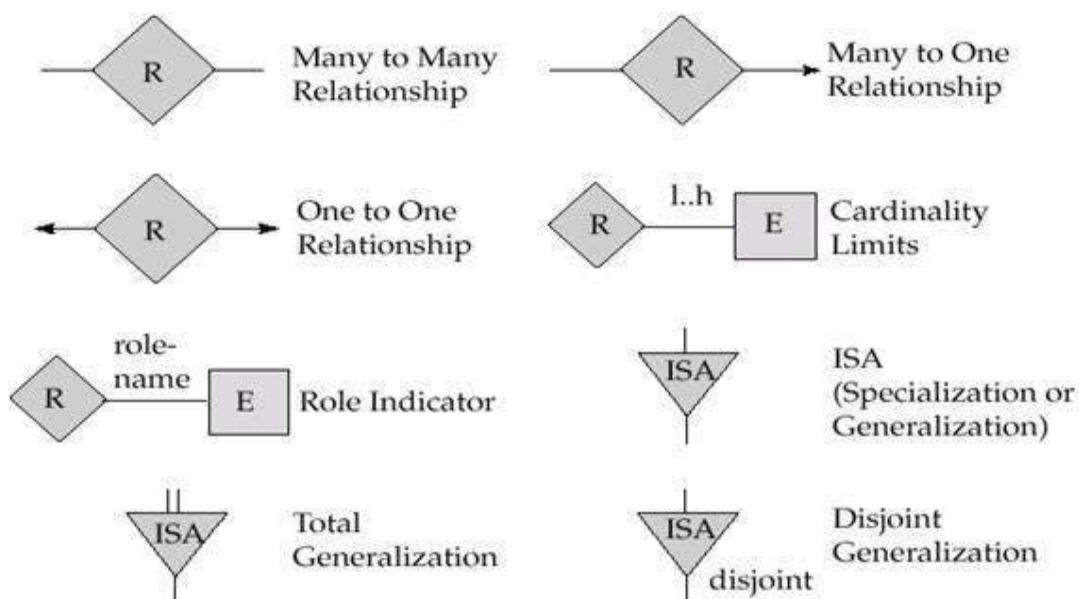 R
Many to Many
Relationship
R
Many to One
Relationship
R
One to One
Relationship
R
l..h
E
Cardinality
Limits
R
role-
name
E
Role Indicator
ISA
ISA
(Specialization or
Generalization)
ISA
Total
Generalization
ISA
disjoint
Disjoint
Generalization